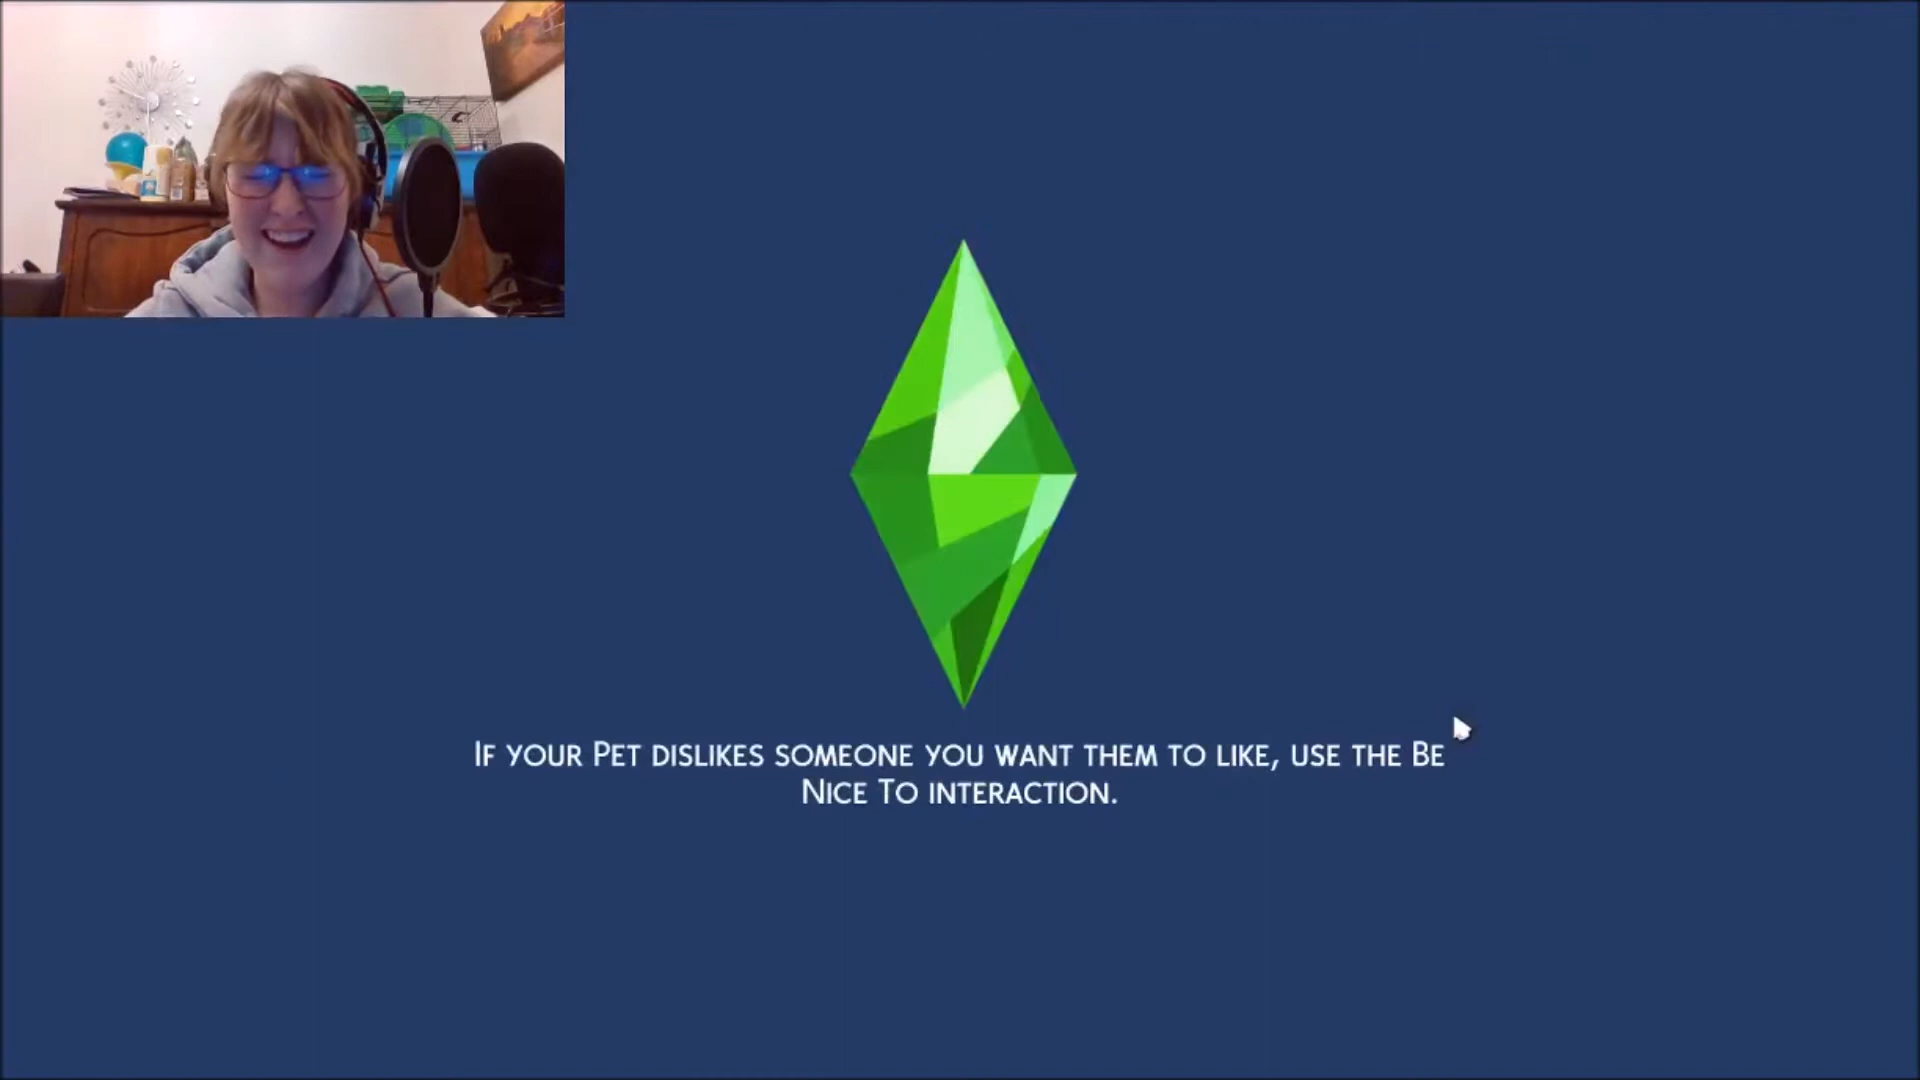 If your Pet dislikes someone you want them to like, use the Be
Nice To interaction.